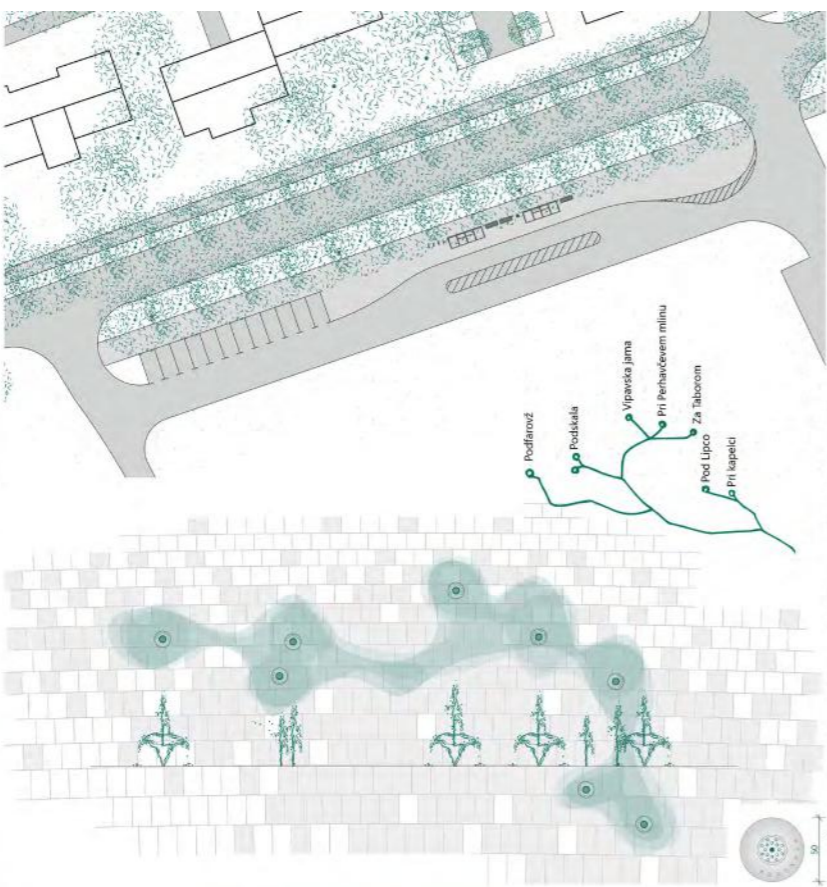 Podfarovž
Podskala
Vipavska jama
Pri Perhavčevem mlinu
Za Taborom
Pod Lipco
Pri kapelci
50